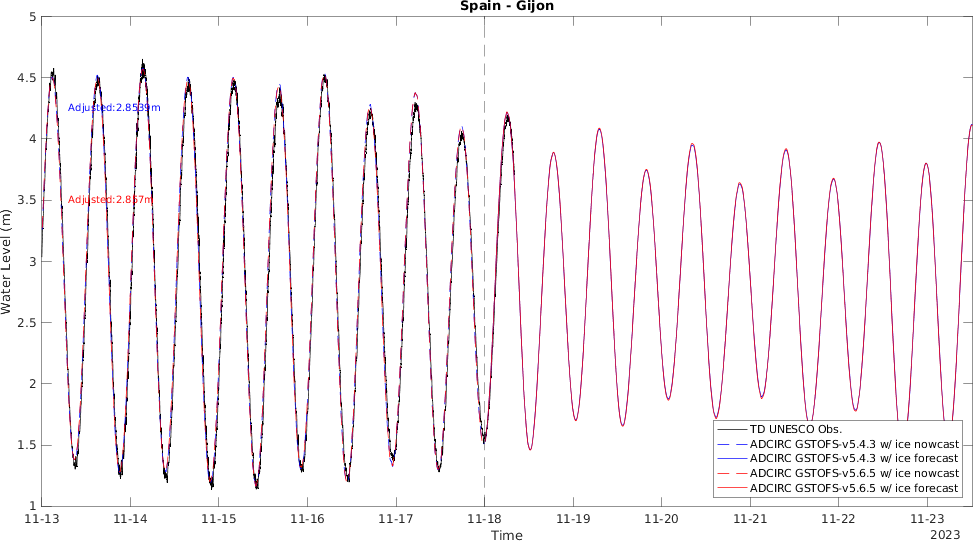 Spain - Gijon
5
4.5
4
3.5
3
2.5
2
1.5
1
Water Level (m)
Adjusted:2.8539m
Adjusted:2.857m
TD UNESCO Obs.
ADCIRC GSTOFS-v5.4.3 w/ ice nowcast
ADCIRC GSTOFS-v5.4.3 w/ ice forecast
ADCIRC GSTOFS-v5.6.5 w/ ice nowcast
ADCIRC GSTOFS-v5.6.5 w/ ice forecast
11-13 11-14 11-15 11-16 11-17 11-18 11-19 11-20 11-21 11-22 11-23
Time 2023